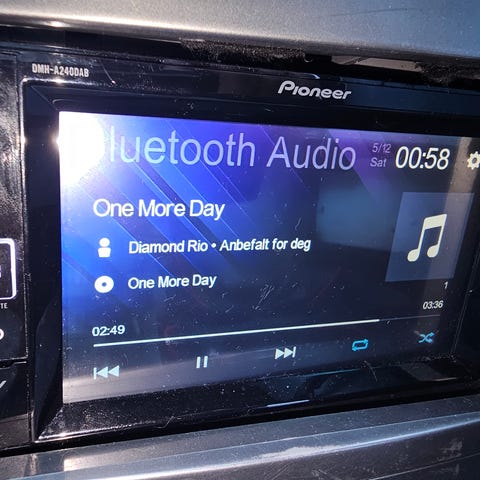 DMH-A240DAB
Pioneer
Bluetooth Audio
5/12
Sat
00:58
One More Day
Diamond Rio • Anbefalt for deg
One More Day
1
02:49
03:36